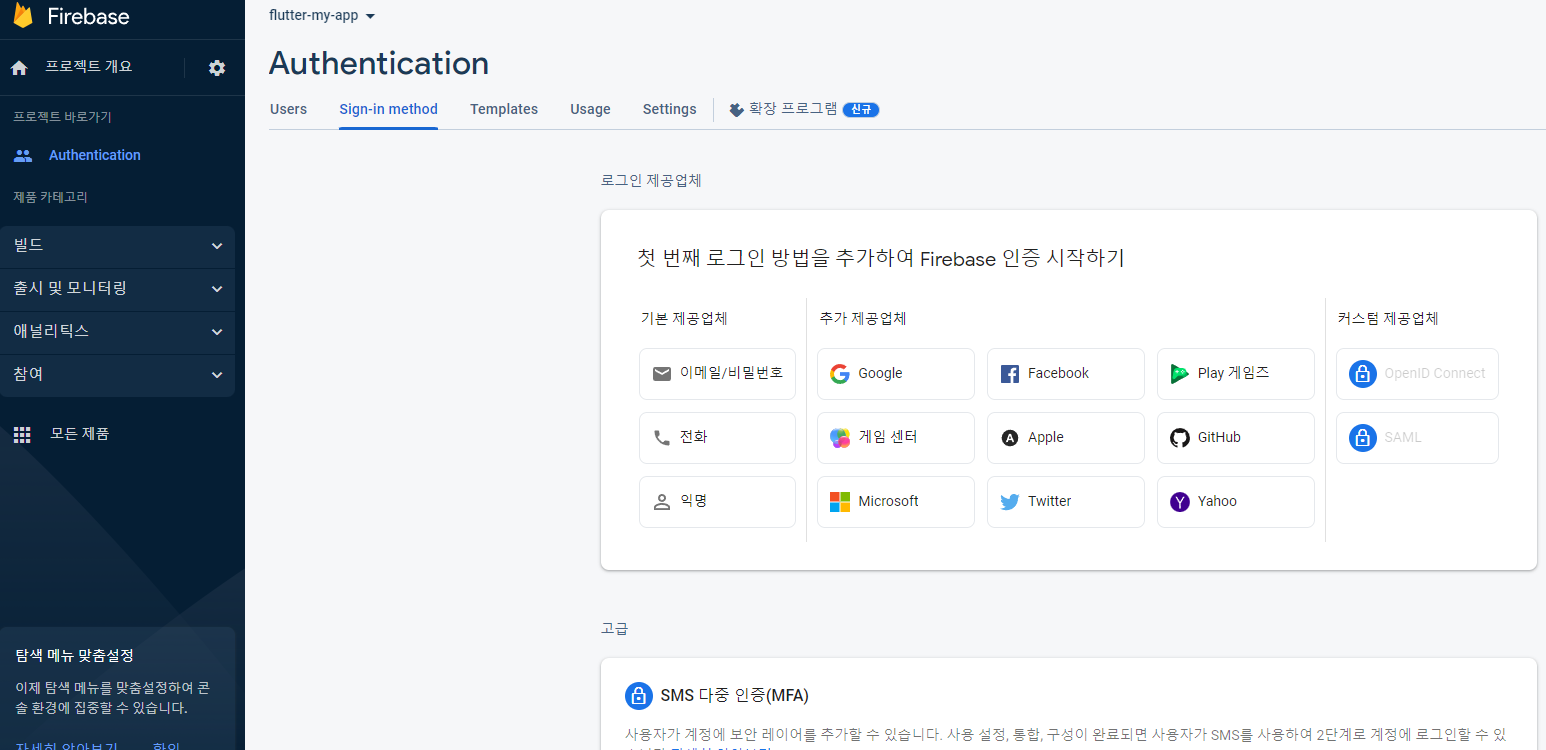 Firebase
프로젝트 개요
프로젝트 바로가기
Authentication
제품 카테고리
빌드
출시 및 모니터링
애널리틱스
참여
모든 제품
탐색 메뉴 맞춤설정
이제 탐색 메뉴를 맞춤설정하여 콘
솔 환경에 집중할 수 있습니다.
자세히 알아보기 확인
flutter-my-app
Authentication
Users Sign-in method Templates Usage Settings 확장 프로그램 신규
로그인 제공업체
첫 번째 로그인 방법을 추가하여 Firebase 인증 시작하기
기본 제공업체 추가 제공업체 커스텀 제공업체
이메일/비밀번호 Google Facebook Play 게임즈 OpenID Connect
전화 게임 센터 Apple GitHub SAML
익명 Microsoft Twitter Yahoo
고급
SMS 다중 인증(MFA)
사용자가 계정에 보안 레이어를 추가할 수 있습니다. 사용 설정, 통합, 구성이 완료되면 사용자가 SMS를 사용하여 2단계로 계정에 로그인할 수 있